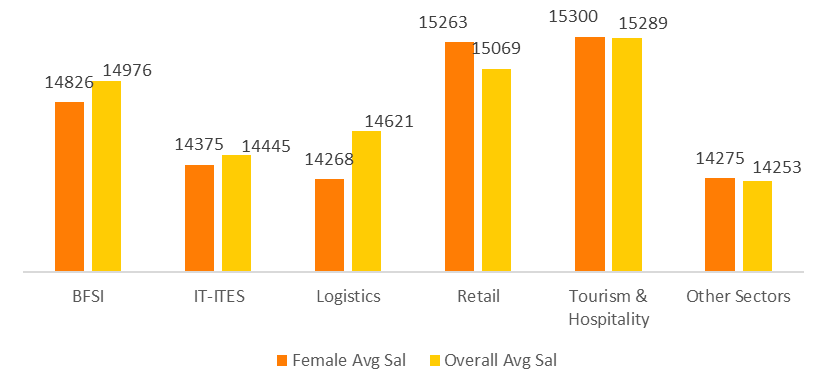 15263
15300
15289
15069
14826
14976
14621
14375
14445
14268
14275
14253
BFSI
IT-ITES
Logistics
Retail
Tourism &
Hospitality
Other Sectors
Female Avg Sal
Overall Avg Sal